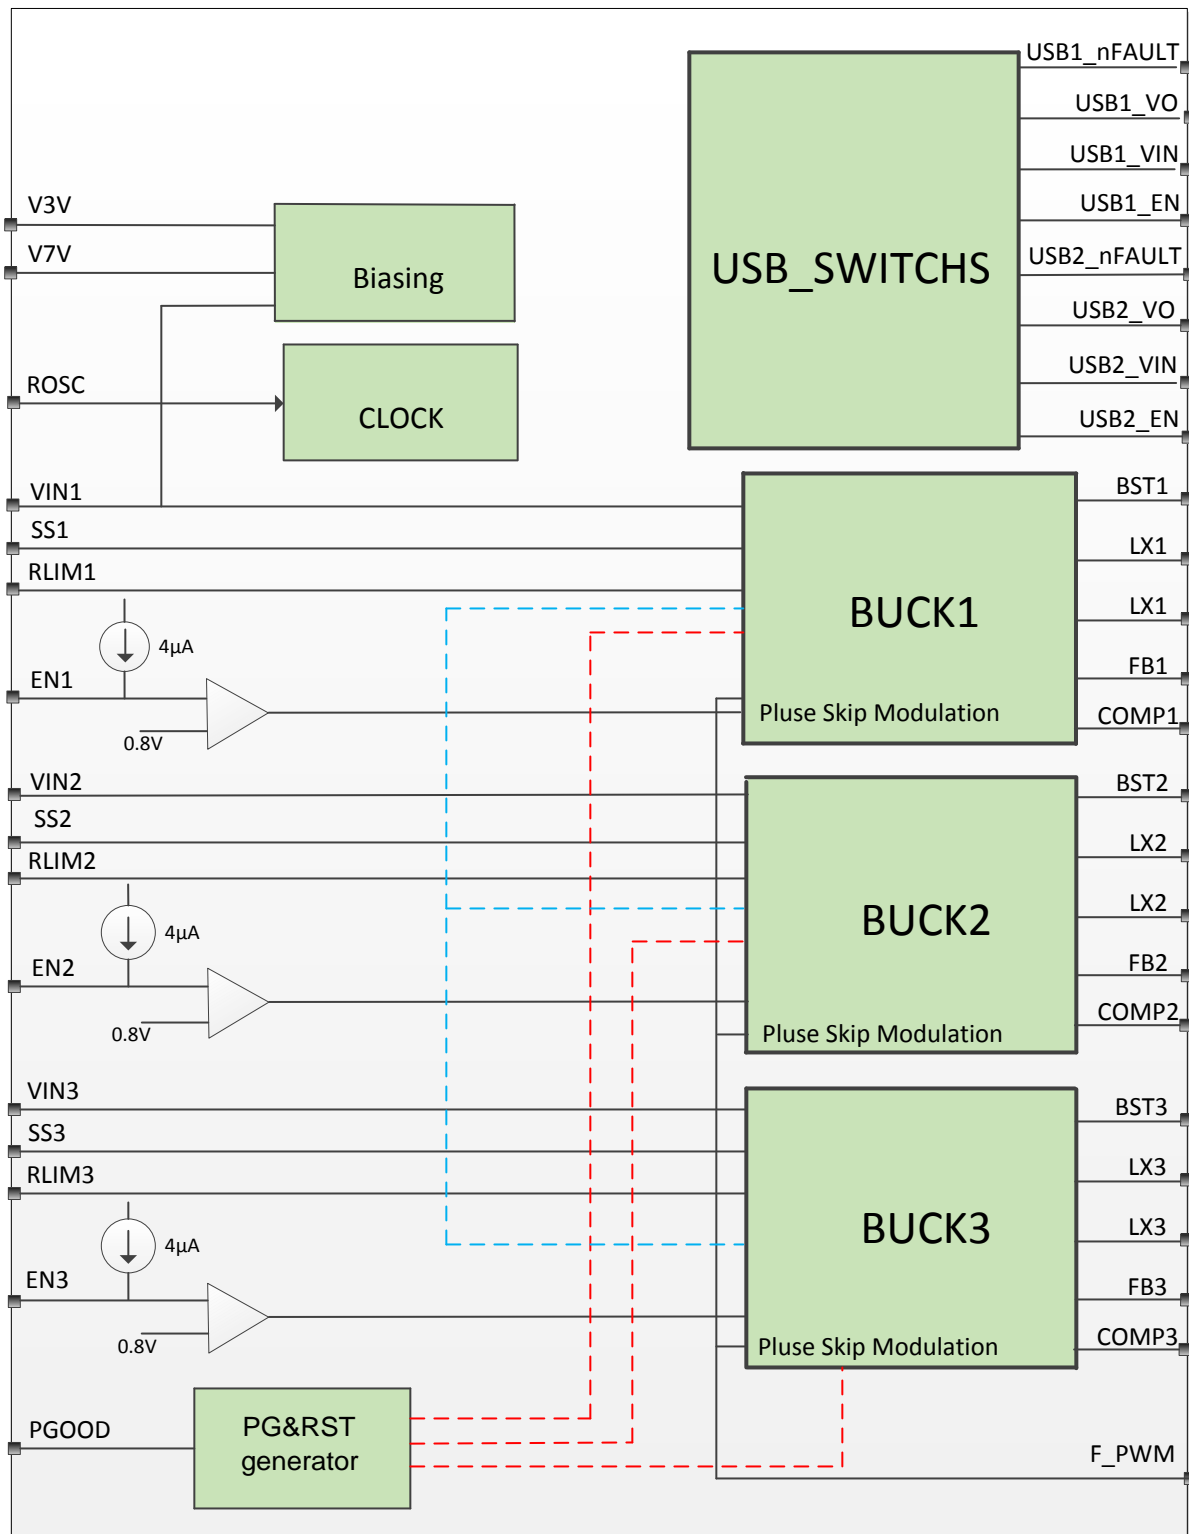 USB1_nFAULT
USB1_VO
USB1_VIN
USB1_EN
USB2_nFAULT
USB2_VO
USB2_VIN
USB2_EN
USB_SWITCHS
V3V
V7V
Biasing
ROSC
CLOCK
VIN1
SS1
RLIM1
4µA
EN1
0.8V
BUCK1
Pluse Skip Modulation
BST1
LX1
LX1
FB1
COMP1
VIN2
SS2
RLIM2
4µA
EN2
0.8V
BUCK2
Pluse Skip Modulation
BST2
LX2
LX2
FB2
COMP2
VIN3
SS3
RLIM3
4µA
EN3
0.8V
BUCK3
Pluse Skip Modulation
BST3
LX3
LX3
FB3
COMP3
PGOOD
PG&RST
generator
F_PWM